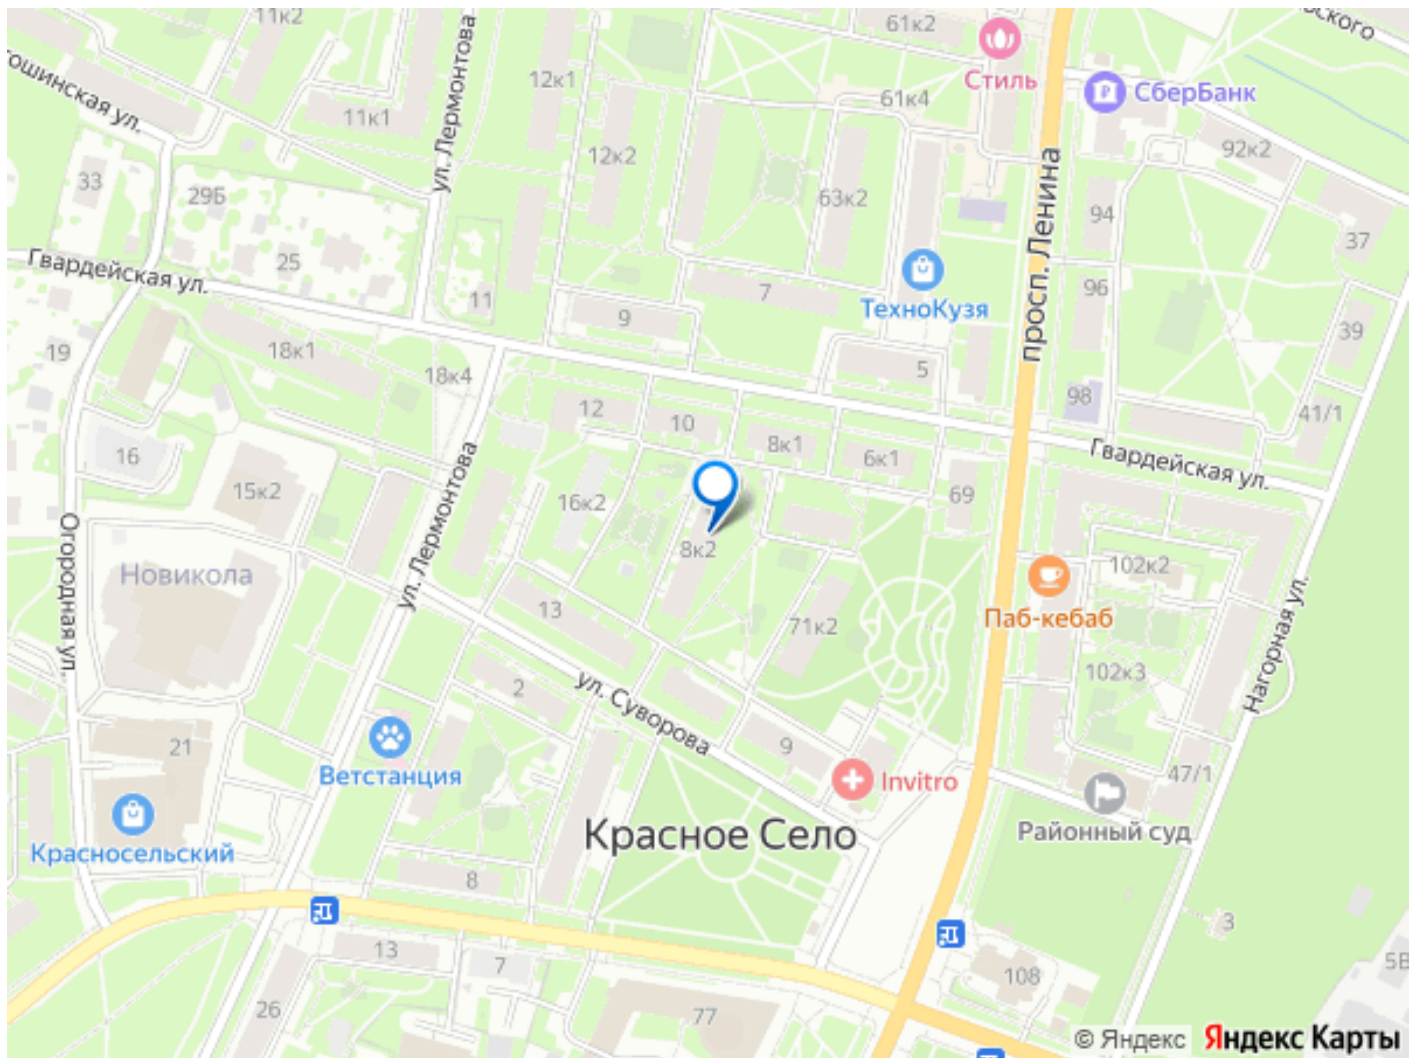 11к2
61к2
ьского
Стиль
ошинская ул.
12к1
61к4
СберБанк
11к1
ул. Лермонтова
12к2
92к2
33
29Б
63к2
94
37
просп. Ленина
Гвардейская ул.
25
11
7
96
ТехноКузя
9
39
19
18к1
18к4
5
98
41/1
12
10
8к1
6к1
Гвардейская ул.
16
15к2
ул. Лермонтова
16к2
69
8к2
Огородная ул.
Новикола
13
102к2
Паб-кебаб
71к2
Нагорная ул.
2
ул. Суворова
102к3
21
Ветстанция
9
Invitro
47/1
Районный суд
Красносельский
Красное Село
8
3
13
7
108
5В
26
77
© Яндекс Яндекс Карты